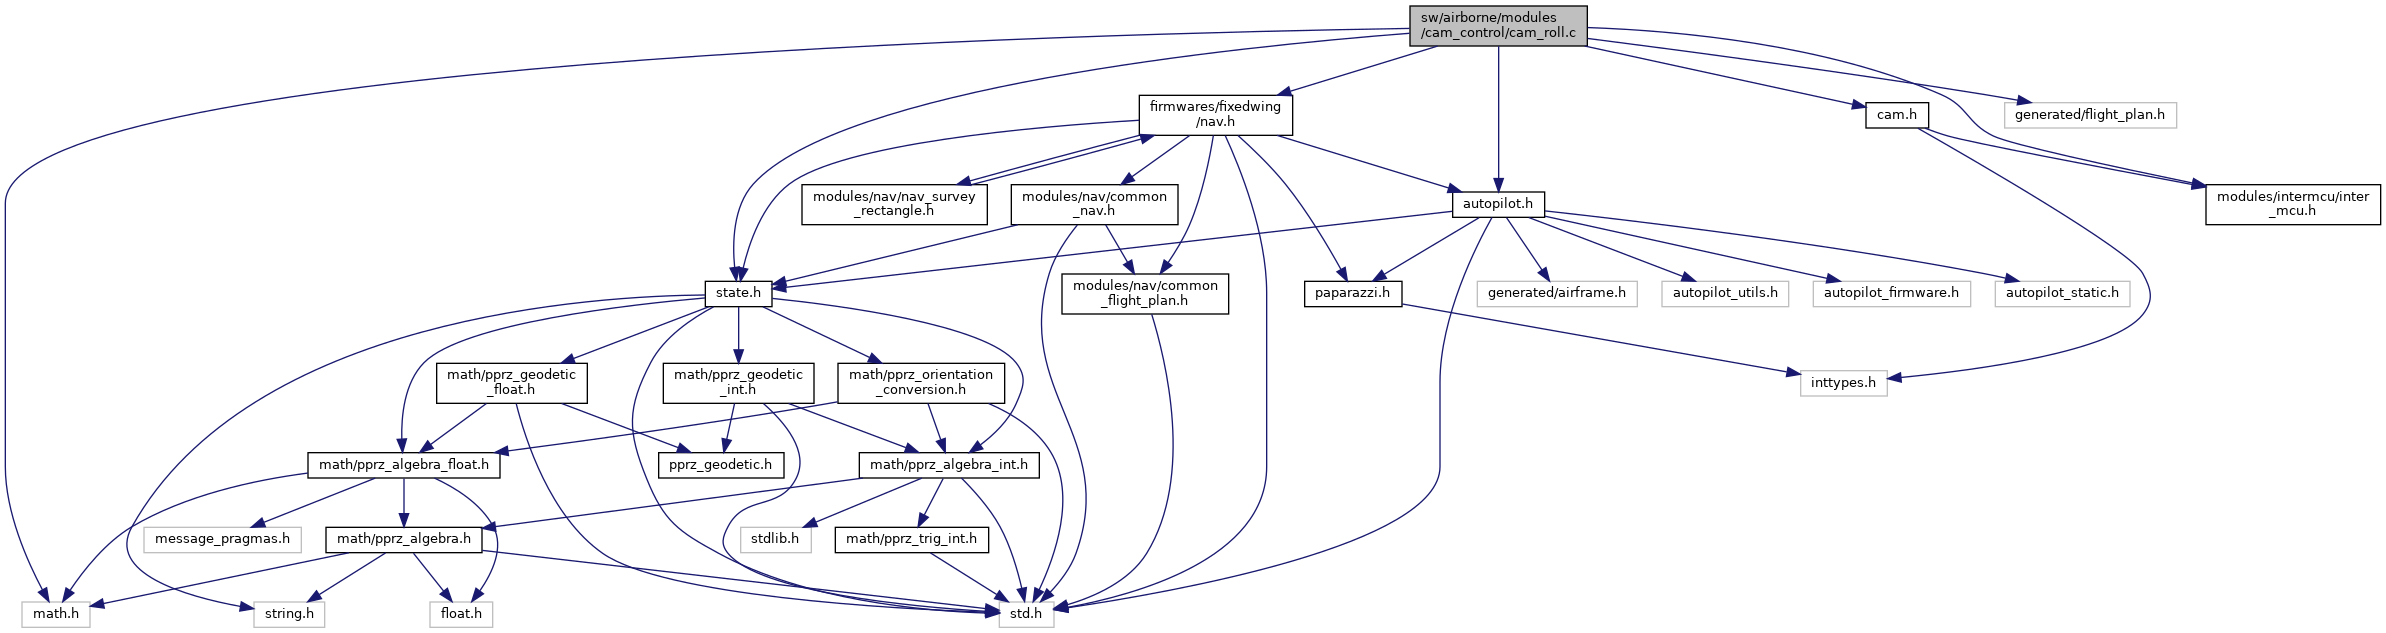 sw/airborne/modules
/cam_control/cam_roll.c
firmwares/fixedwing
/nav.h
cam.h
generated/flight_plan.h
modules/nav/nav_survey
_rectangle.h
modules/nav/common
_nav.h
autopilot.h
modules/intermcu/inter
_mcu.h
state.h
modules/nav/common
_flight_plan.h
paparazzi.h
generated/airframe.h
autopilot_utils.h
autopilot_firmware.h
autopilot_static.h
math/pprz_geodetic
_float.h
math/pprz_geodetic
_int.h
math/pprz_orientation
_conversion.h
inttypes.h
math/pprz_algebra_float.h
pprz_geodetic.h
math/pprz_algebra_int.h
message_pragmas.h
math/pprz_algebra.h
stdlib.h
math/pprz_trig_int.h
math.h
string.h
float.h
std.h